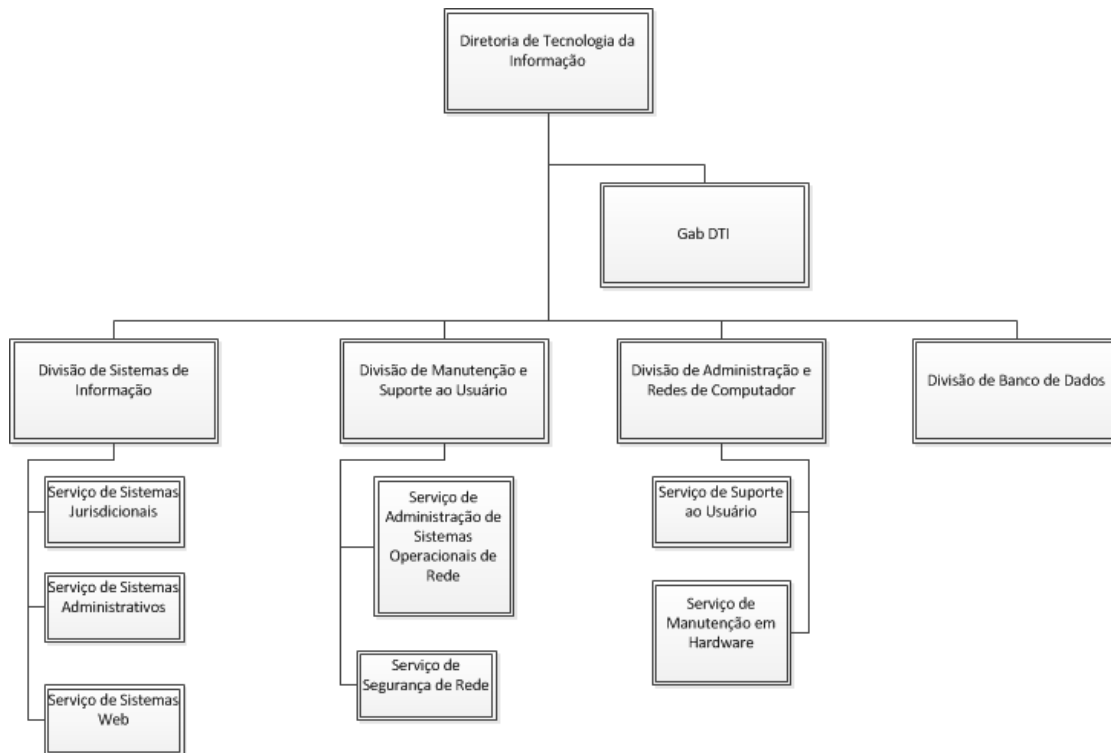 Diretoria de Tecnologia da
Informação
Gab DTI
Divisão de Sistemas de
Informação
Divisão de Manutenção e
Suporte ao Usuário
Divisão de Administração e
Redes de Computador
Divisão de Banco de Dados
Serviço de Sistemas
Jurisdicionais
Serviço de Sistemas
Administrativos
Serviço de Sistemas
Web
Serviço de
Administração de
Sistemas
Operacionais de
Rede
Serviço de
Segurança de Rede
Serviço de Suporte
ao Usuário
Serviço de
Manutenção em
Hardware